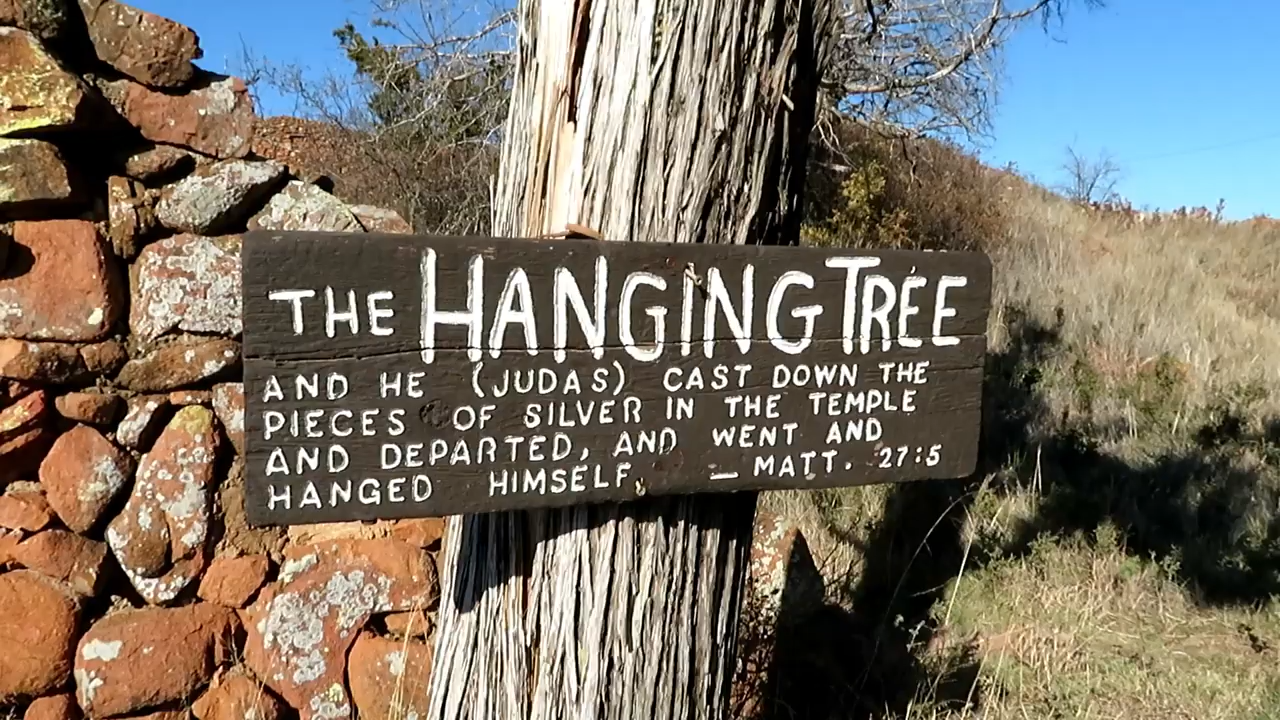 THE HANGING TREE
AND HE (JUDAS) CAST DOWN THE
PIECES OF SILVER IN THE TEMPLE
AND DEPARTED, AND WENT AND
HANGED HIMSELF. — MATT. 27:5